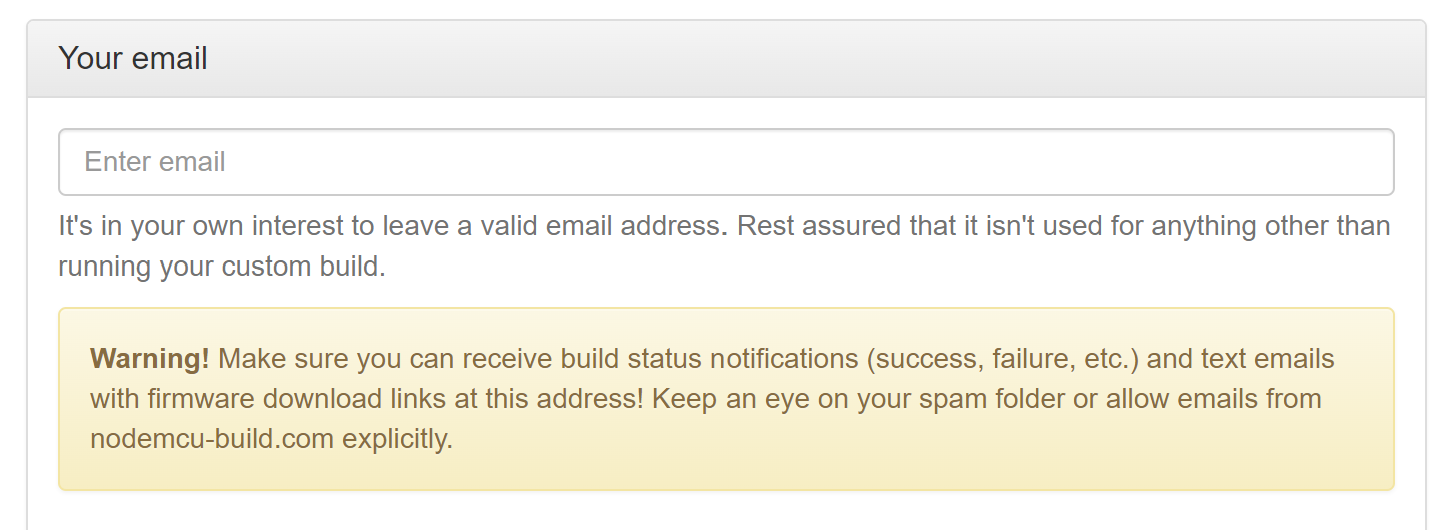 Your email
Enter email
It's in your own interest to leave a valid email address. Rest assured that it isn't used for anything other than
running your custom build.
Warning! Make sure you can receive build status notifications (success, failure, etc.) and text emails
with firmware download links at this address! Keep an eye on your spam folder or allow emails from
nodemcu-build.com explicitly.